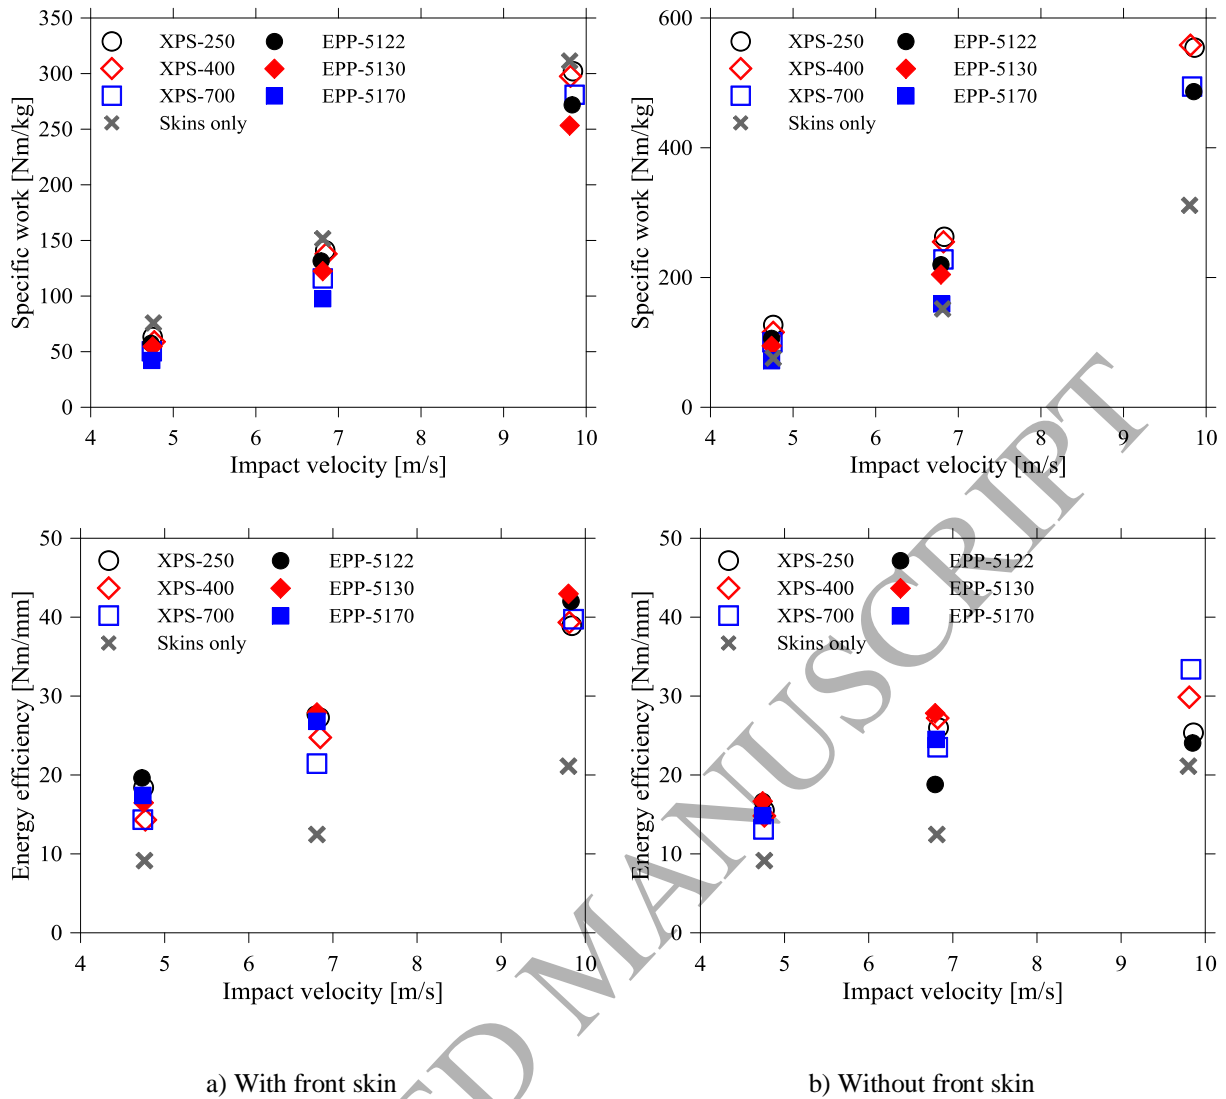 350
300
250
200
150
100
50
0
Specific work [Nm/kg]
XPS-250 EPP-5122
XPS-400 EPP-5130
XPS-700 EPP-5170
Skins only
4 5 6 7 8 9 10
Impact velocity [m/s]
600
400
200
0
Specific work [Nm/kg]
XPS-250 EPP-5122
XPS-400 EPP-5130
XPS-700 EPP-5170
Skins only
4 5 6 7 8 9 10
Impact velocity [m/s]
50
40
30
20
10
0
Energy efficiency [Nm/mm]
XPS-250 EPP-5122
XPS-400 EPP-5130
XPS-700 EPP-5170
Skins only
4 5 6 7 8 9 10
Impact velocity [m/s]
50
40
30
20
10
0
Energy efficiency [Nm/mm]
XPS-250 EPP-5122
XPS-400 EPP-5130
XPS-700 EPP-5170
Skins only
4 5 6 7 8 9 10
Impact velocity [m/s]
a) With front skin
b) Without front skin
ED MANUSCRIPT